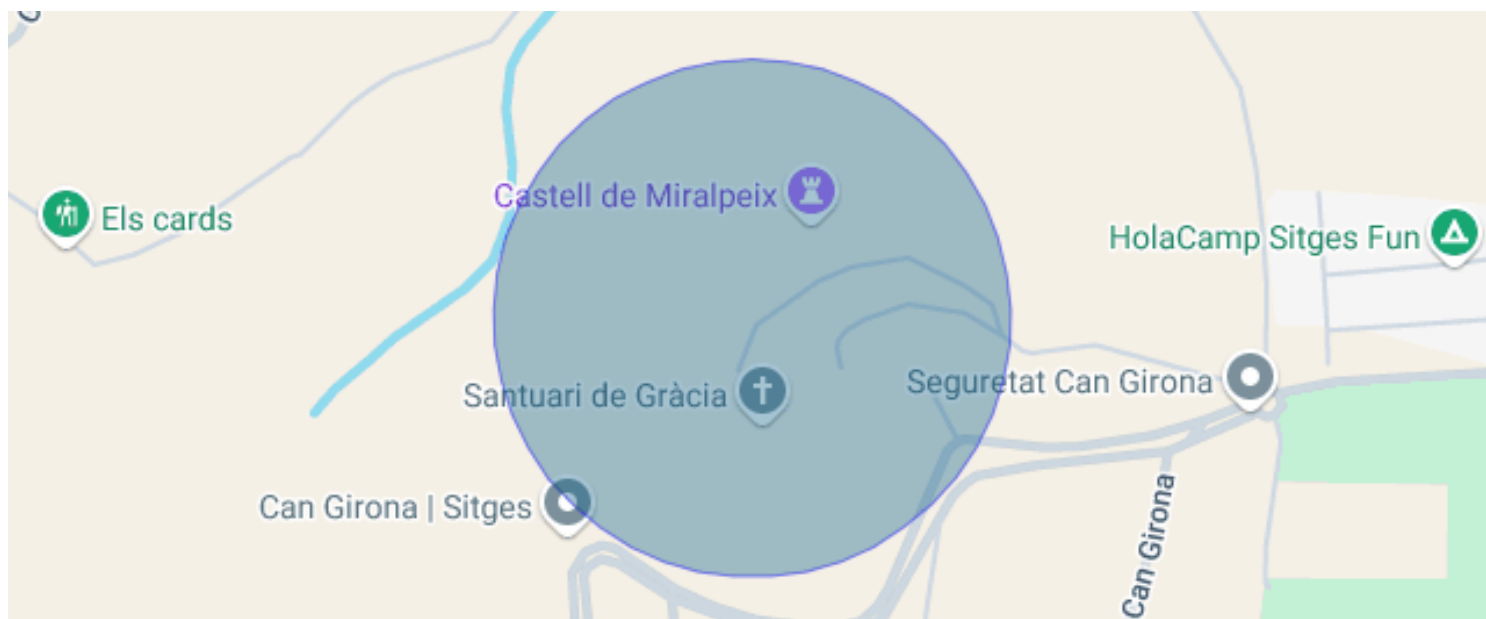 Castell de Miralpeix
Els cards
HolaCamp Sitges Fun
Santuari de Gràcia
Seguretat Can Girona
Can Girona | Sitges
Can Girona